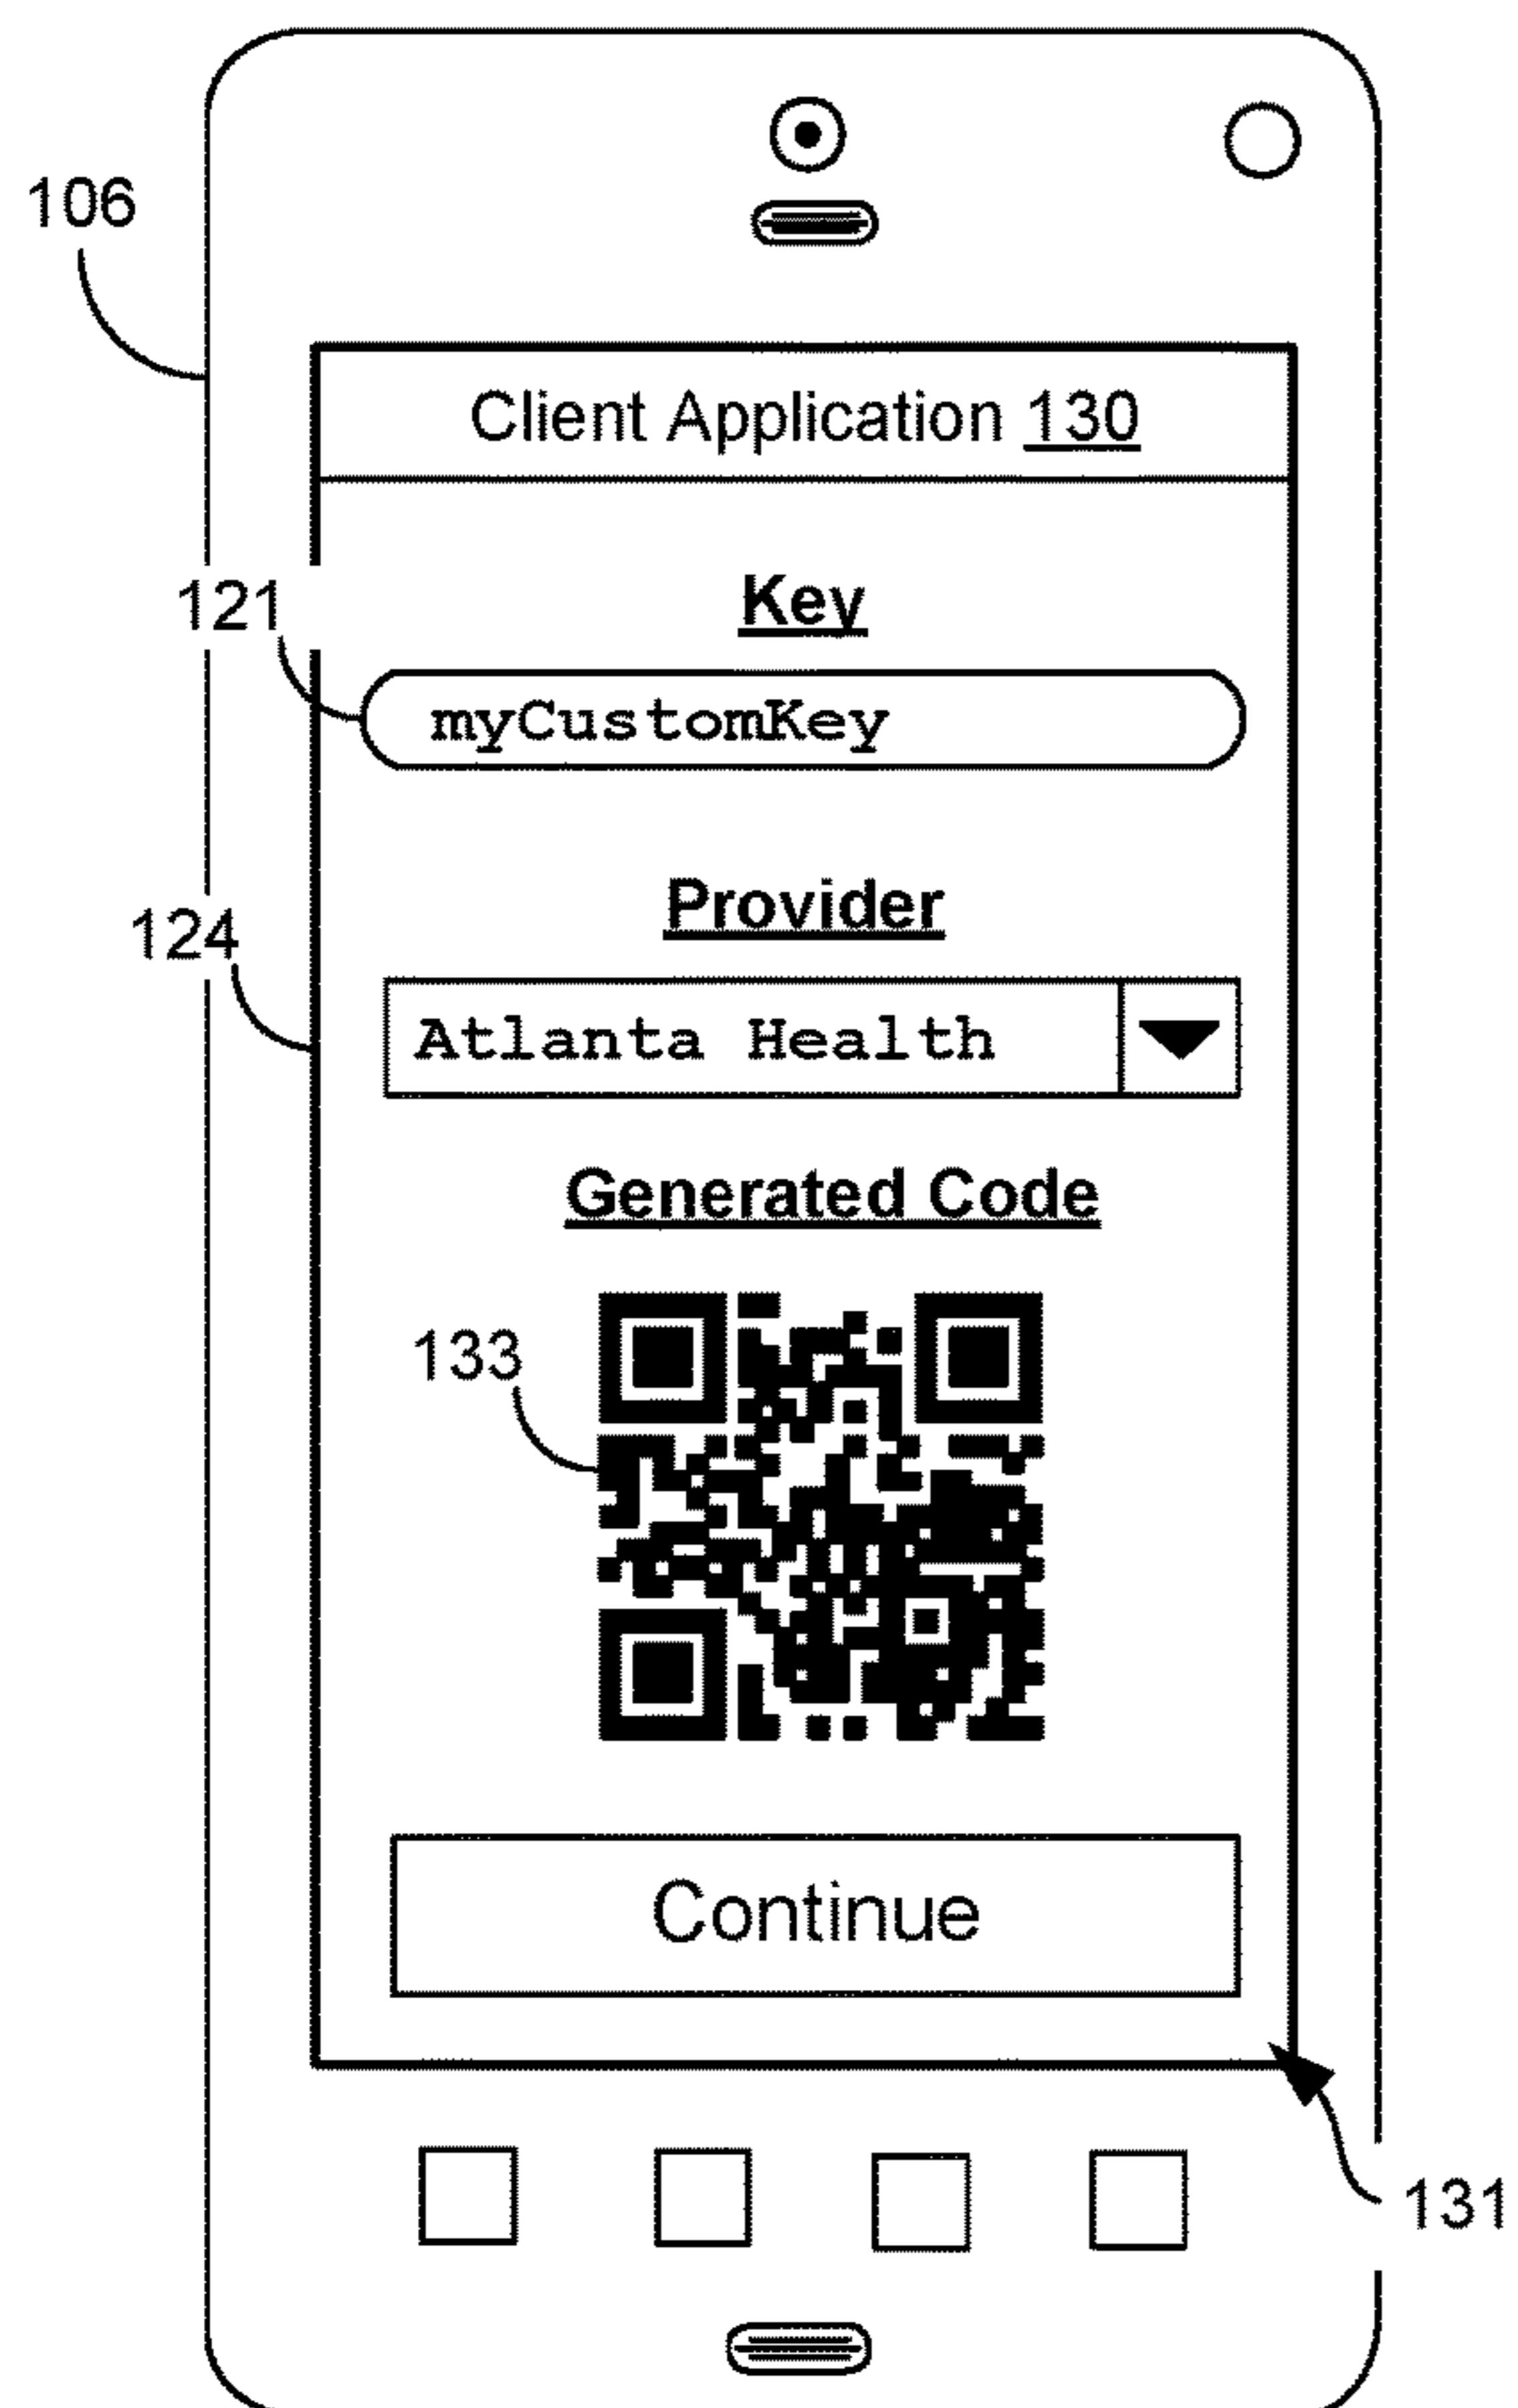 106
Client Application 130
Key
121
myCustomKey
Provider
124
Atlanta Health
Generated Code
133
Continue
131